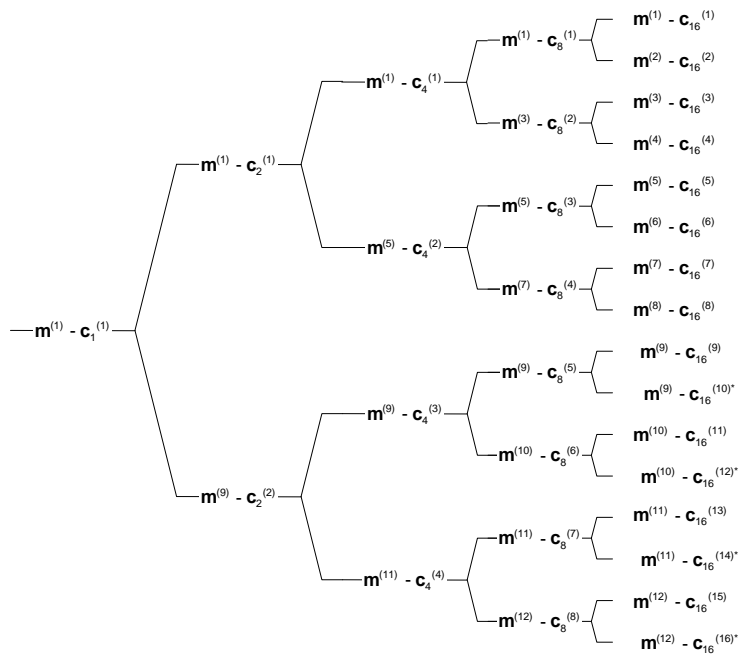 m(1) - c16(1)
m(1) - c8(1)
m(2) - c16(2)
m(1) - c4(1)
m(3) - c16(3)
m(3) - c8(2)
m(4) - c16(4)
m(1) - c2(1)
m(5) - c16(5)
m(5) - c8(3)
m(6) - c16(6)
m(5) - c4(2)
m(7) - c16(7)
m(7) - c8(4)
m(8) - c16(8)
m(1) - c1(1)
m(9) - c16(9)
m(9) - c8(5)
m(9) - c16(10)*
m(9) - c4(3)
m(10) - c16(11)
m(10) - c8(6)
m(10) - c16(12)*
m(9) - c2(2)
m(11) - c16(13)
m(11) - c8(7)
m(11) - c16(14)*
m(11) - c4(4)
m(12) - c16(15)
m(12) - c8(8)
m(12) - c16(16)*